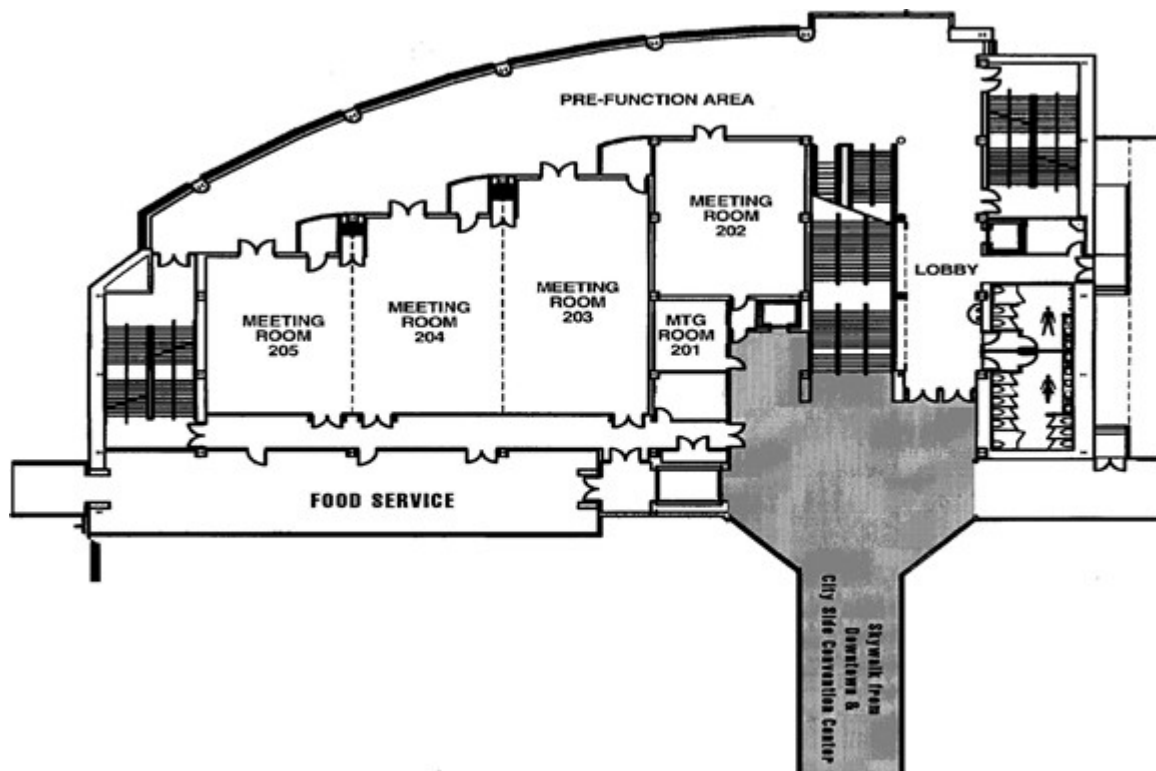 PRE-FUNCTION AREA
MEETING
ROOM
202
MEETING
ROOM
203
MEETING
ROOM
204
MEETING
ROOM
205
MTG
ROOM
201
LOBBY
FOOD SERVICE
Skywalk from
Downtown &
City Side Convention Center